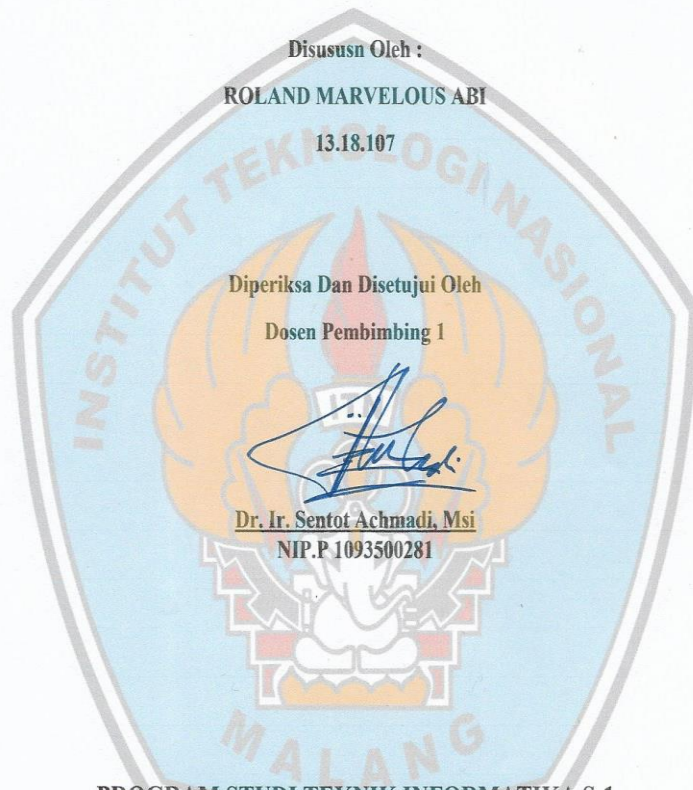 Disususn Oleh :
ROLAND MARVELOUS ABI
13.18.107
INSTITUT TEKNOLOGI NASIONAL
Diperiksa Dan Disetujui Oleh
Dosen Pembimbing 1
ITN
Dr. Ir. Sentot Achmadi, Msi
NIP.P 1093500281
MALANG
PROGRAM STUDI TEKNIK INFORMATIKA S-1